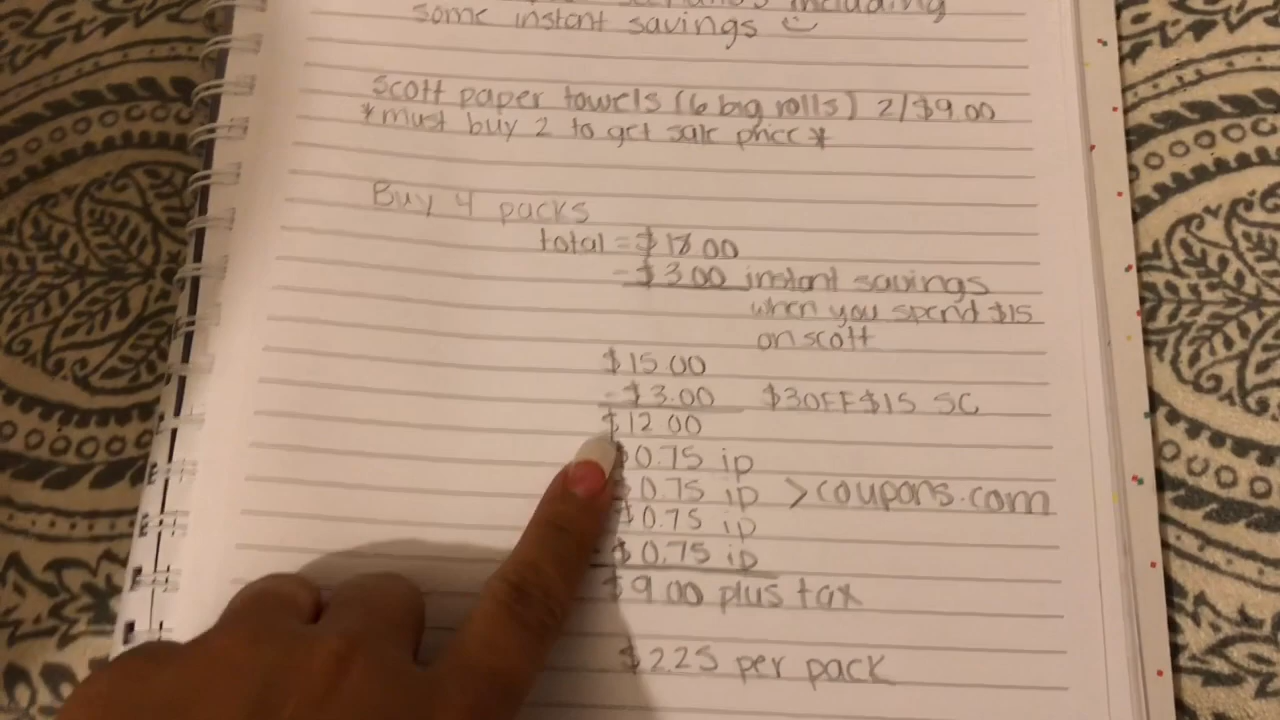 including
some instant savings
Scott paper towels (6 big rolls) 2/$9.00
*must buy 2 to get sale price*
Buy 4 packs
total = $18.00
- $3.00 instant savings
when you spend $15
on scott
$15.00
- $3.00 $3OFF$15 SC
$12.00
$0.75 ip
$0.75 ip >coupons.com
$0.75 ip
- $0.75 ip
$9.00 plus tax
$2.25 per pack